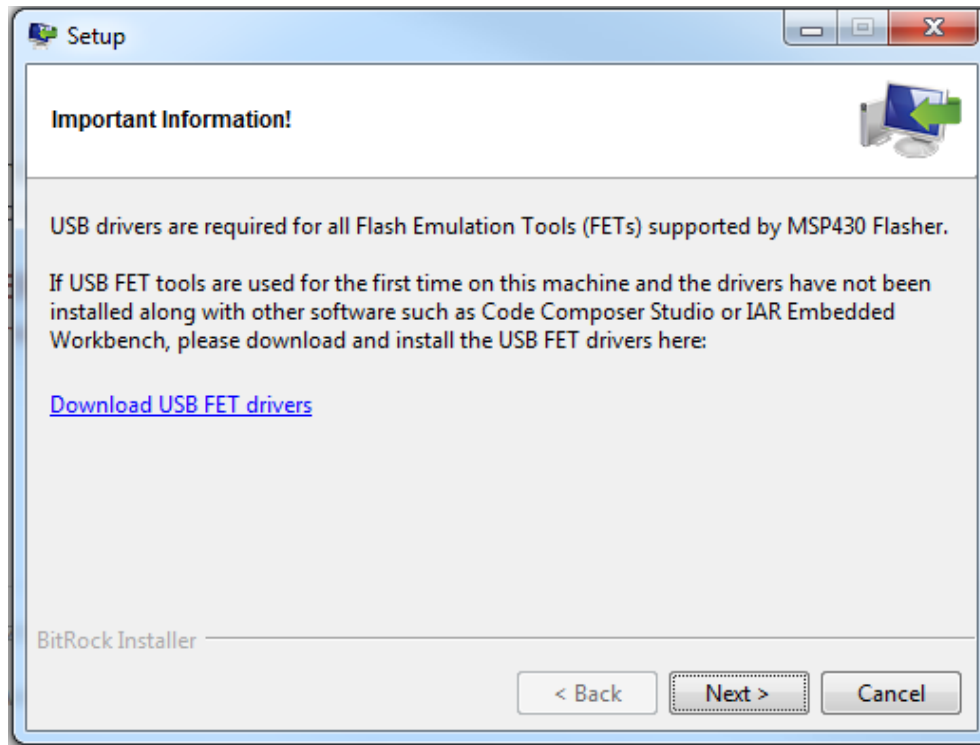 Setup
Important Information!
USB drivers are required for all Flash Emulation Tools (FETs) supported by MSP430 Flasher.
If USB FET tools are used for the first time on this machine and the drivers have not been
installed along with other software such as Code Composer Studio or IAR Embedded
Workbench, please download and install the USB FET drivers here:
Download USB FET drivers
BitRock Installer
< Back
Next >
Cancel